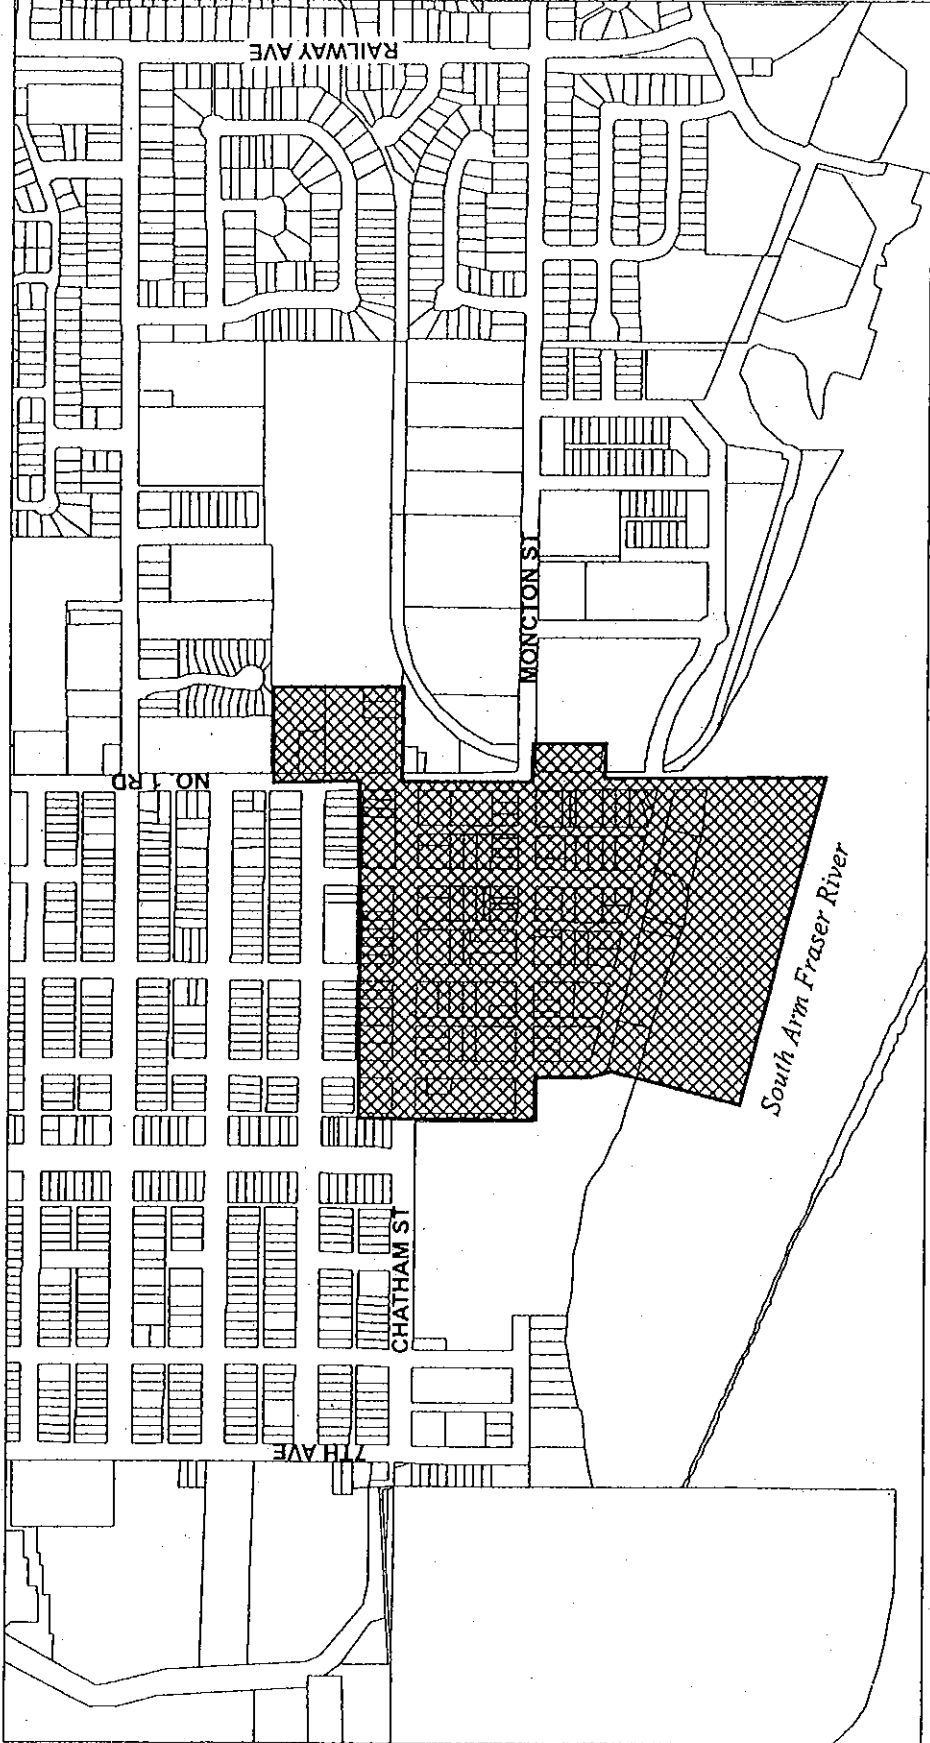 RAILWAY AVE
MONCTON ST
NO. 1 RD
South Arm Fraser River
CHATHAM ST
7TH AVE